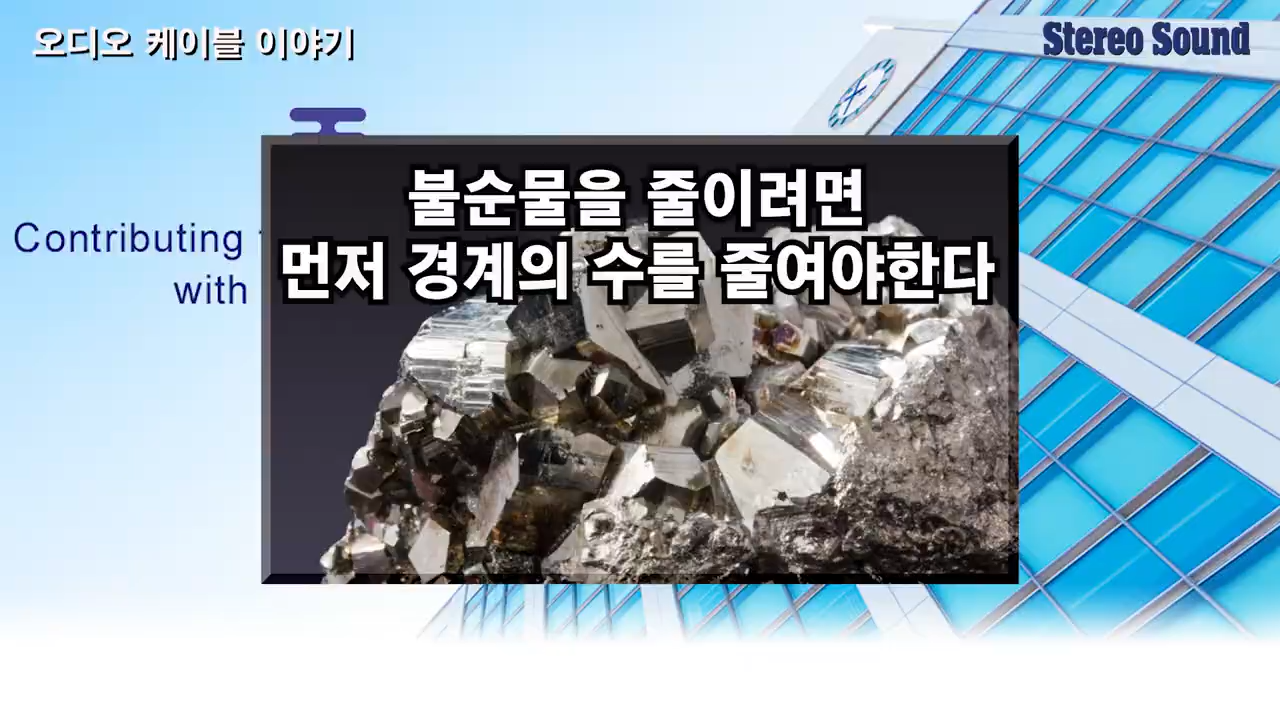 오디오 케이블 이야기
Stereo Sound
불순물을 줄이려면
먼저 경계의 수를 줄여야한다
Contributing
with